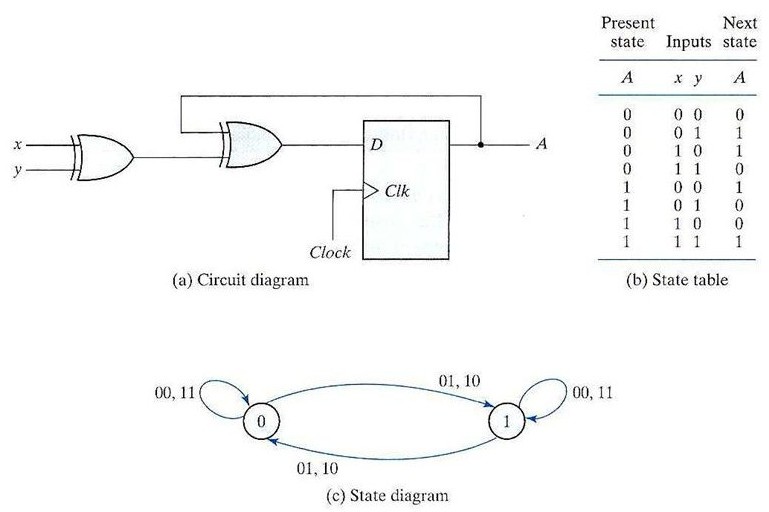 Present Next
state Inputs state
A x y A
0 0 0 0
0 0 1 1
0 1 0 1
0 1 1 0
1 0 0 1
1 0 1 0
1 1 0 0
1 1 1 1
(b) State table
x
y
D
A
Clk
Clock
(a) Circuit diagram
00, 11
01, 10
00, 11
0
1
01, 10
(c) State diagram